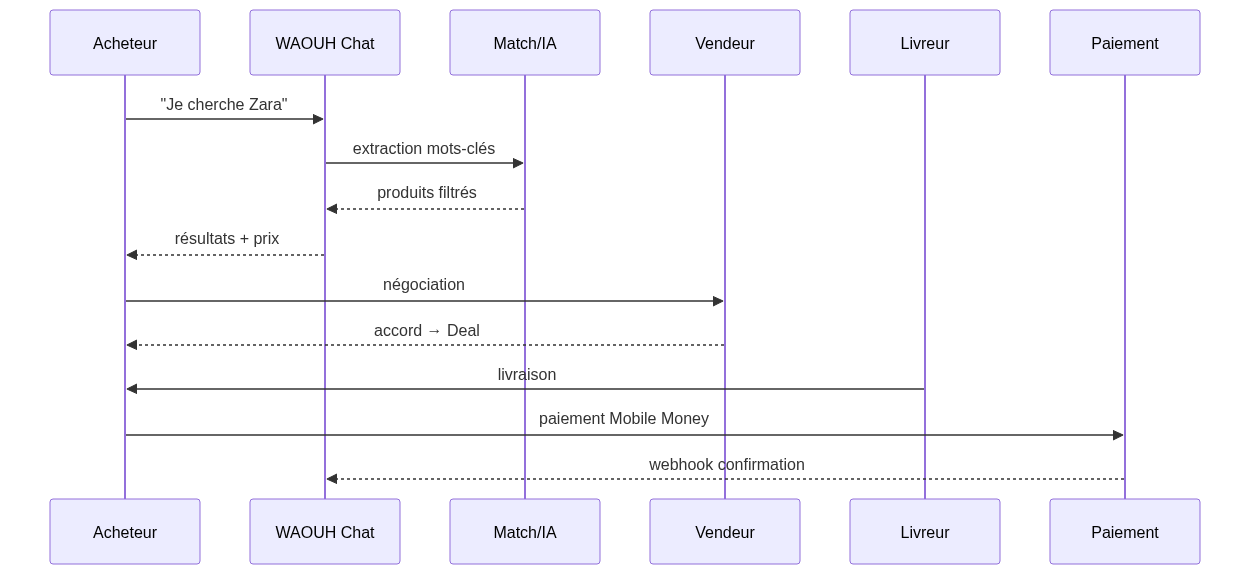 Acheteur
WAOUH Chat
Match/IA
Vendeur
Livreur
Paiement
"Je cherche Zara"
extraction mots-clés
produits filtrés
résultats + prix
négociation
accord → Deal
livraison
paiement Mobile Money
webhook confirmation
Acheteur
WAOUH Chat
Match/IA
Vendeur
Livreur
Paiement